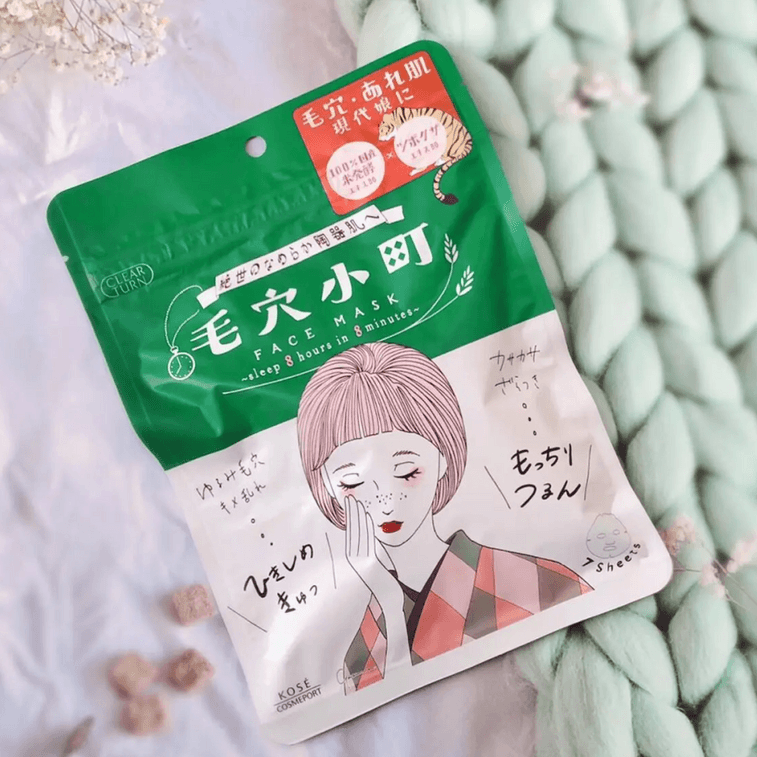 毛穴・あれ肌
現代娘に
100%国産
米発酵
エキス※
×
ツボクサ
エキス※
CLEAR
TURN
絶世のなめらか陶器肌へ
毛穴小町
FACE MASK
~sleep 8 hours in 8 minutes~
カサカサ
ざらつき
もっちり
つるん
ゆるみ毛穴
キメ乱れ
ひきしめ
きゅっ
7 Sheets
KOSÉ
COSMEPORT